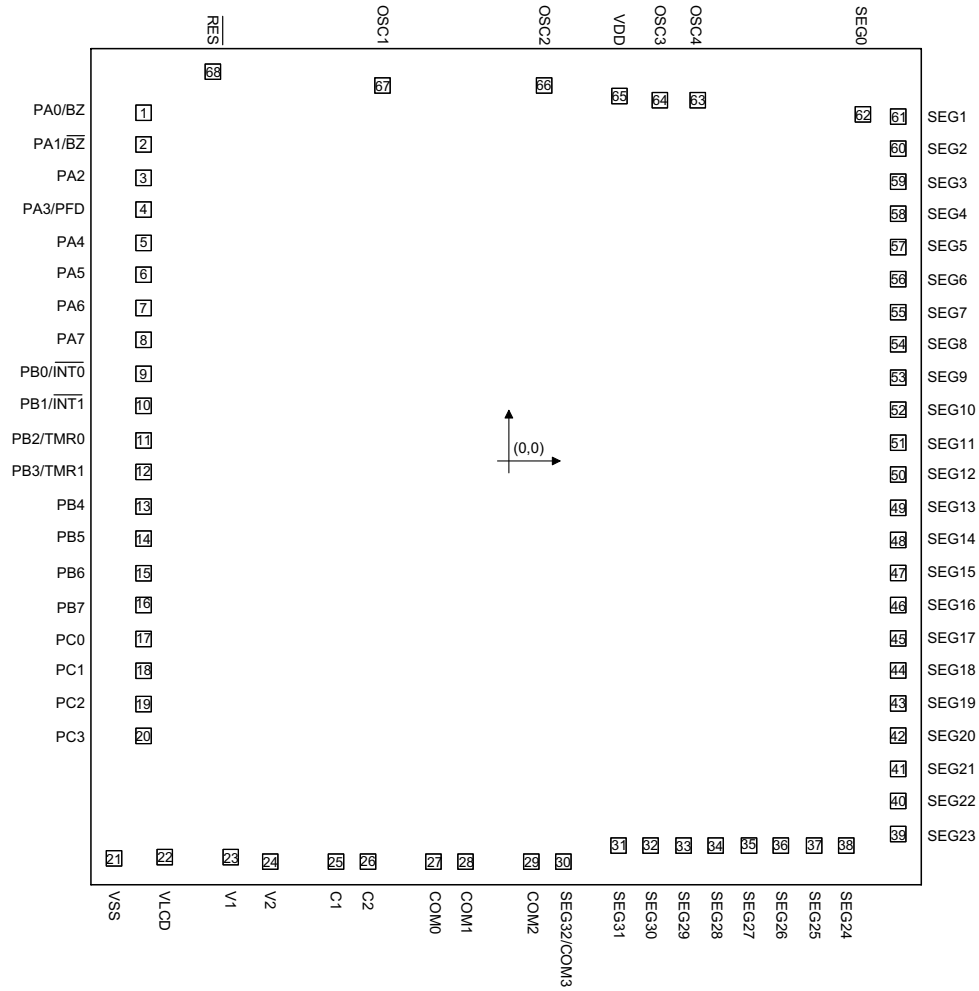 RES
OSC1
OSC2
VDD
OSC3
OSC4
SEG0
68
67
66
65
64
63
62
PA0/BZ 1 61 SEG1
PA1/BZ 2 60 SEG2
PA2 3 59 SEG3
PA3/PFD 4 58 SEG4
PA4 5 57 SEG5
PA5 6 56 SEG6
PA6 7 55 SEG7
PA7 8 54 SEG8
PB0/INT0 9 53 SEG9
PB1/INT1 10 52 SEG10
PB2/TMR0 11 51 SEG11
(0,0)
PB3/TMR1 12 50 SEG12
PB4 13 49 SEG13
PB5 14 48 SEG14
PB6 15 47 SEG15
PB7 16 46 SEG16
PC0 17 45 SEG17
PC1 18 44 SEG18
PC2 19 43 SEG19
PC3 20 42 SEG20
41 SEG21
40 SEG22
39 SEG23
21
22
23
24
25
26
27
28
29
30
31
32
33
34
35
36
37
38
VSS
VLCD
V1
V2
C1
C2
COM0
COM1
COM2
SEG32/COM3
SEG31
SEG30
SEG29
SEG28
SEG27
SEG26
SEG25
SEG24